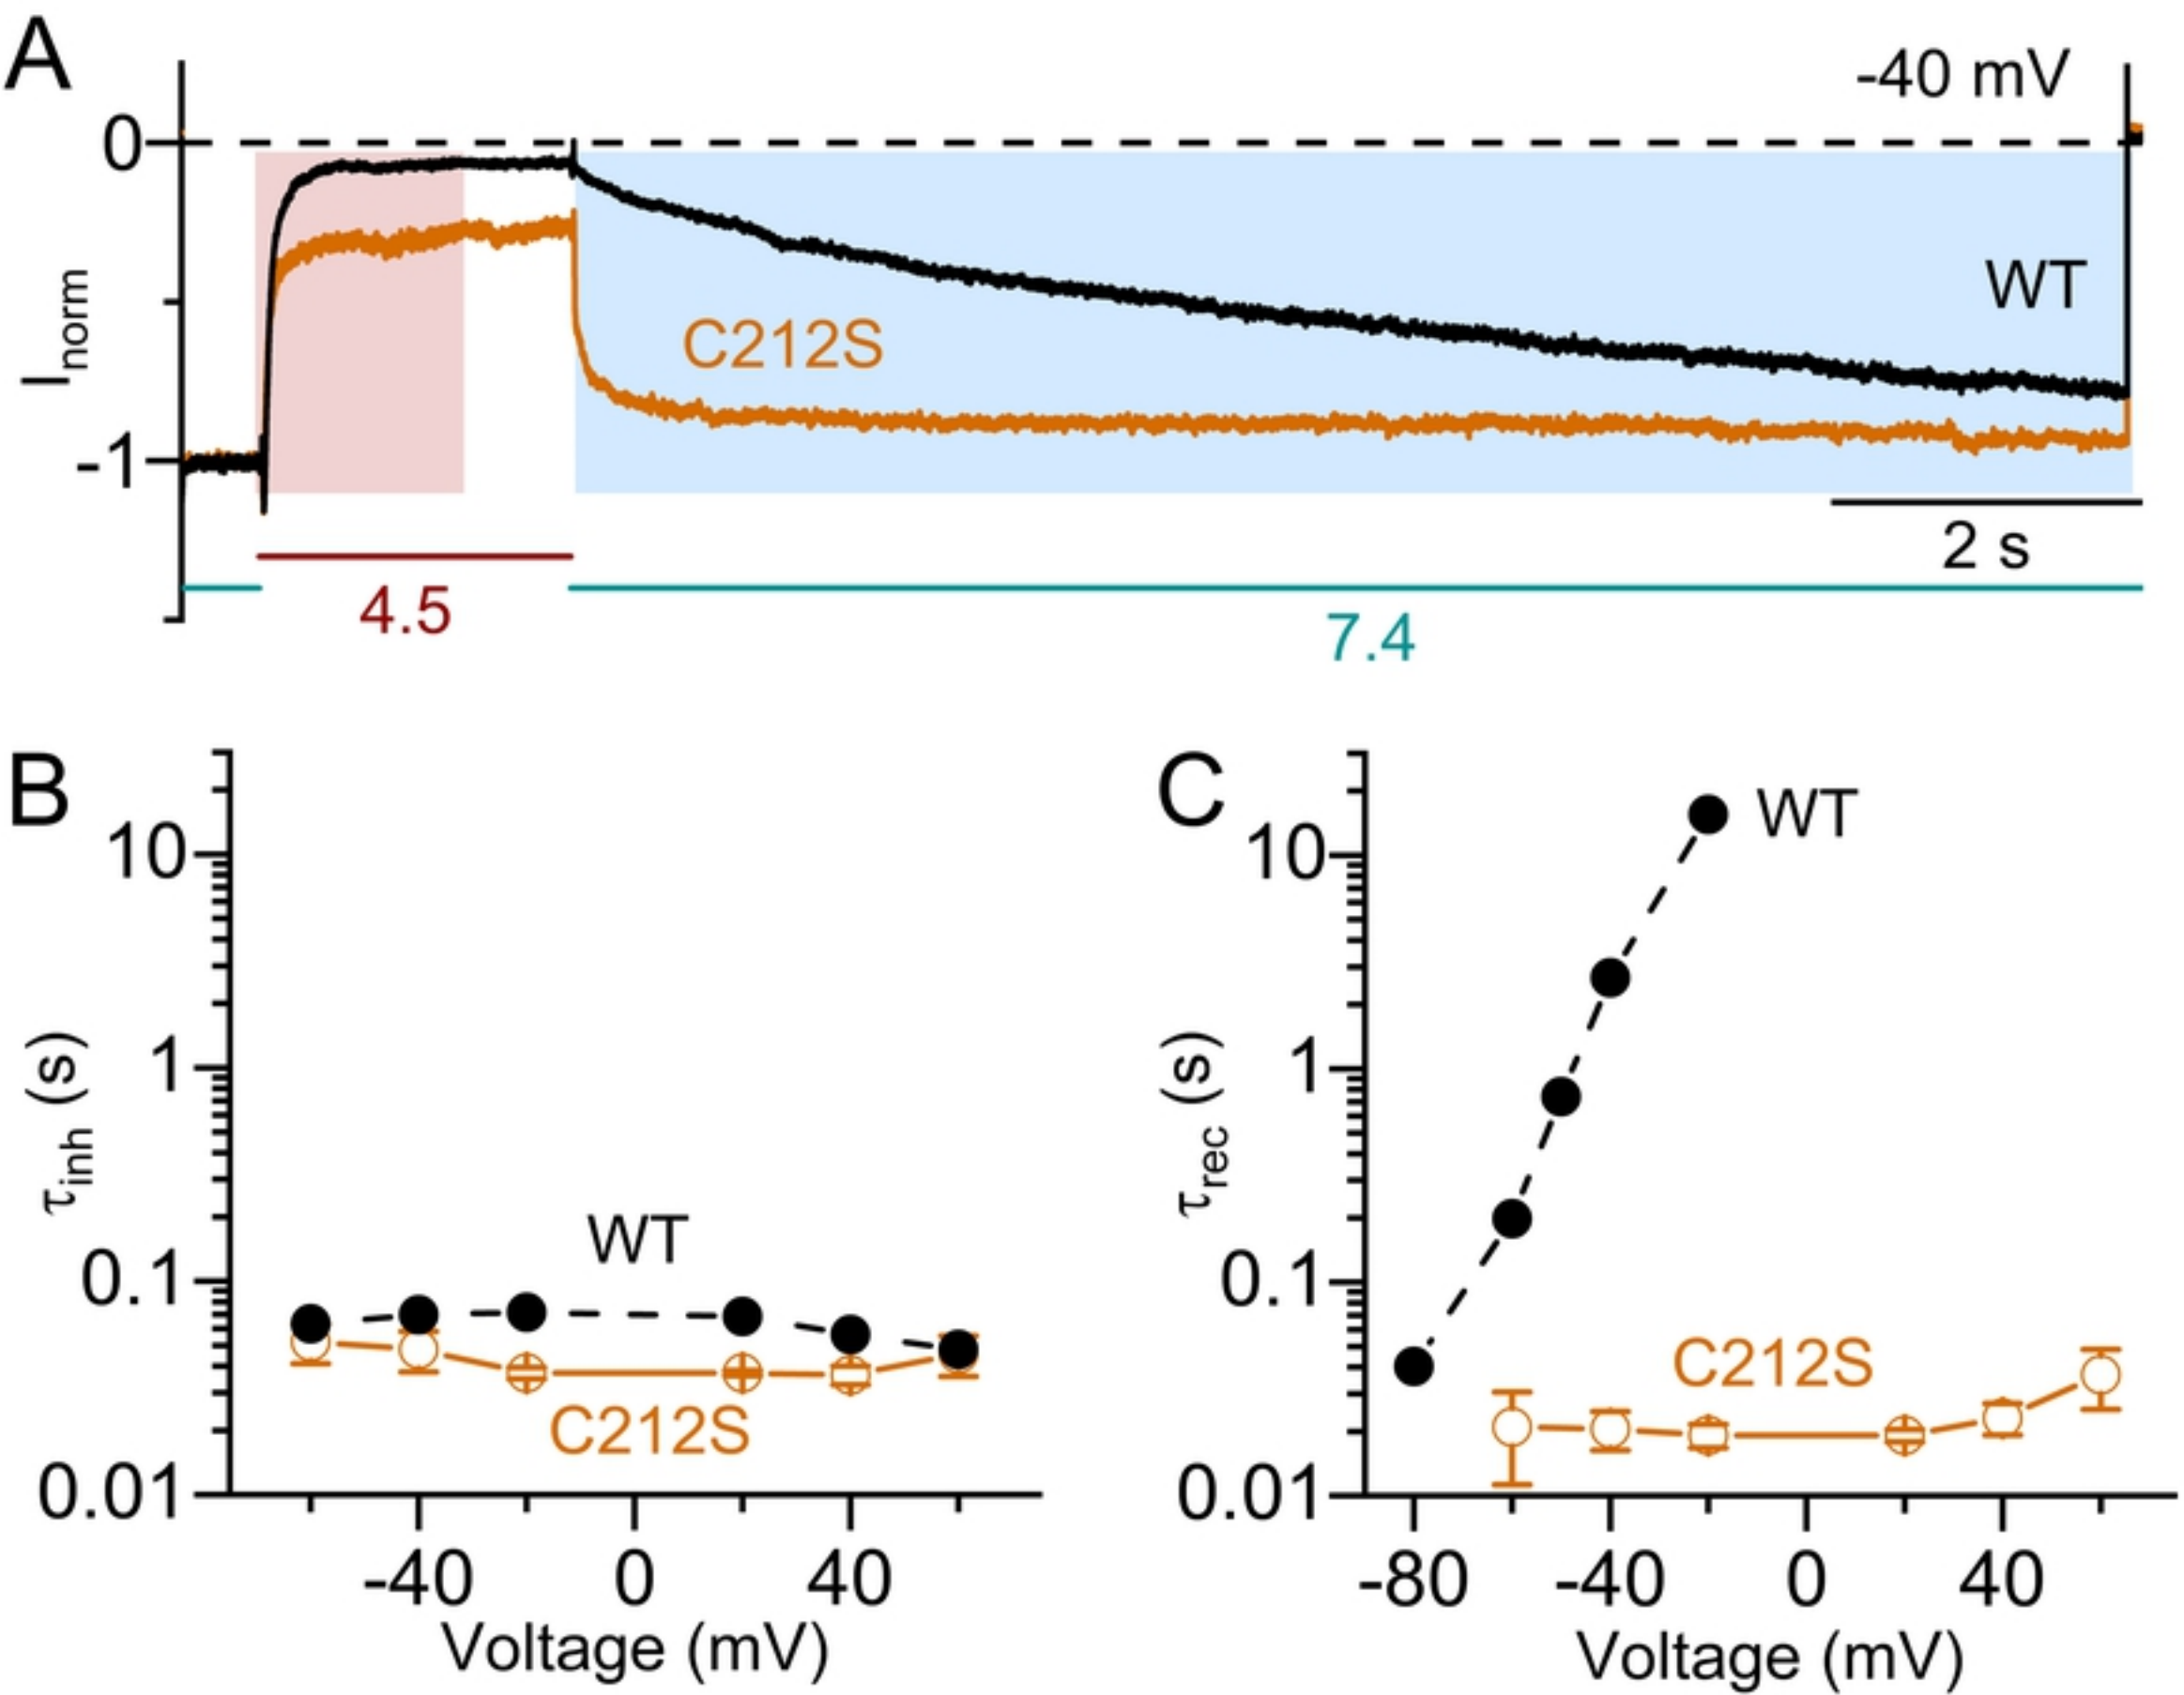 A
-40 mV
0
WT
I norm
C212S
-1
2 s
4.5
7.4
B
10
1
τinh (s)
WT
0.1
C212S
0.01
-40 0 40
Voltage (mV)
C
WT
10
1
τrec (s)
0.1
C212S
0.01
-80 -40 0 40
Voltage (mV)